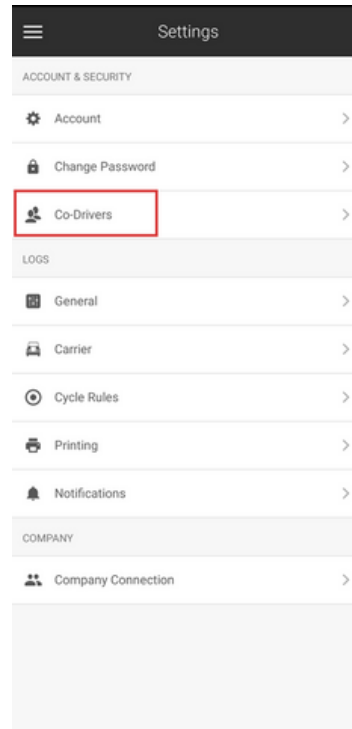 Settings
ACCOUNT & SECURITY
Account
Change Password
Co-Drivers
LOGS
General
Carrier
Cycle Rules
Printing
Notifications
COMPANY
Company Connection